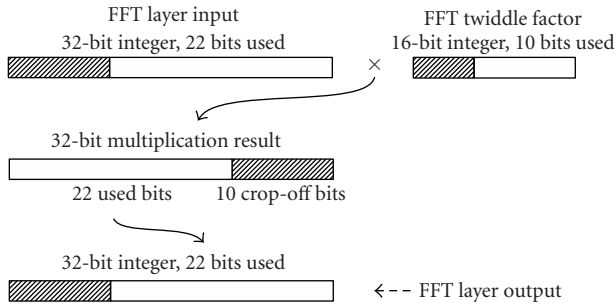 FFT layer input
32-bit integer, 22 bits used
FFT twiddle factor
16-bit integer, 10 bits used
×
32-bit multiplication result
22 used bits
10 crop-off bits
32-bit integer, 22 bits used
FFT layer output